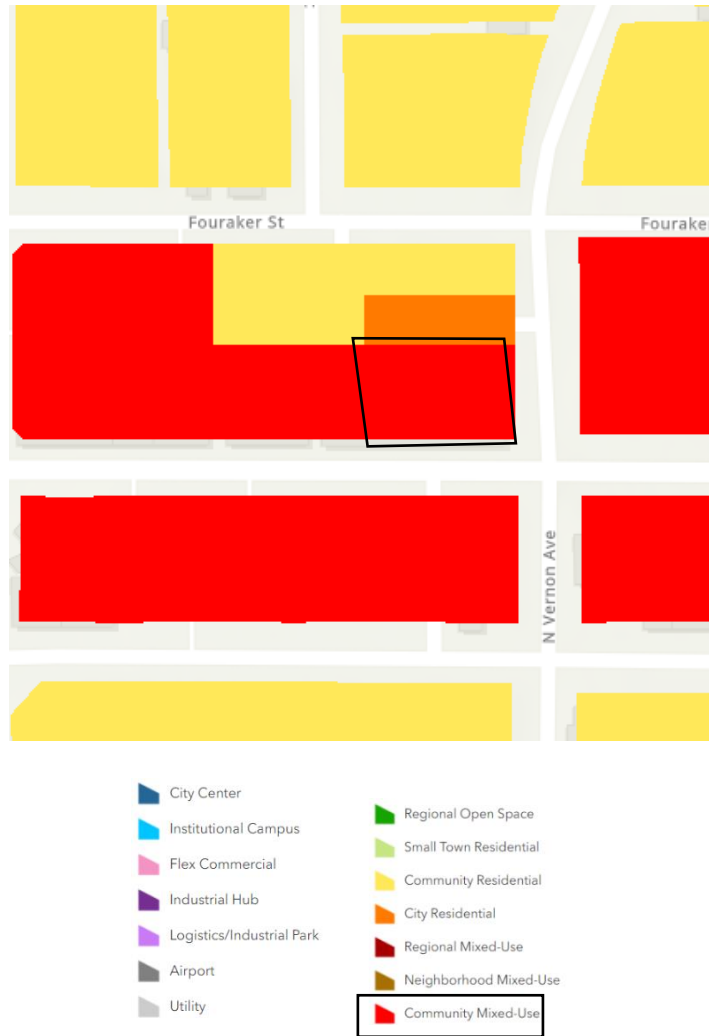 Fouraker St
Fouraker
N Vernon Ave
City Center
Institutional Campus
Flex Commercial
Industrial Hub
Logistics/Industrial Park
Airport
Utility
Regional Open Space
Small Town Residential
Community Residential
City Residential
Regional Mixed-Use
Neighborhood Mixed-Use
Community Mixed-Use